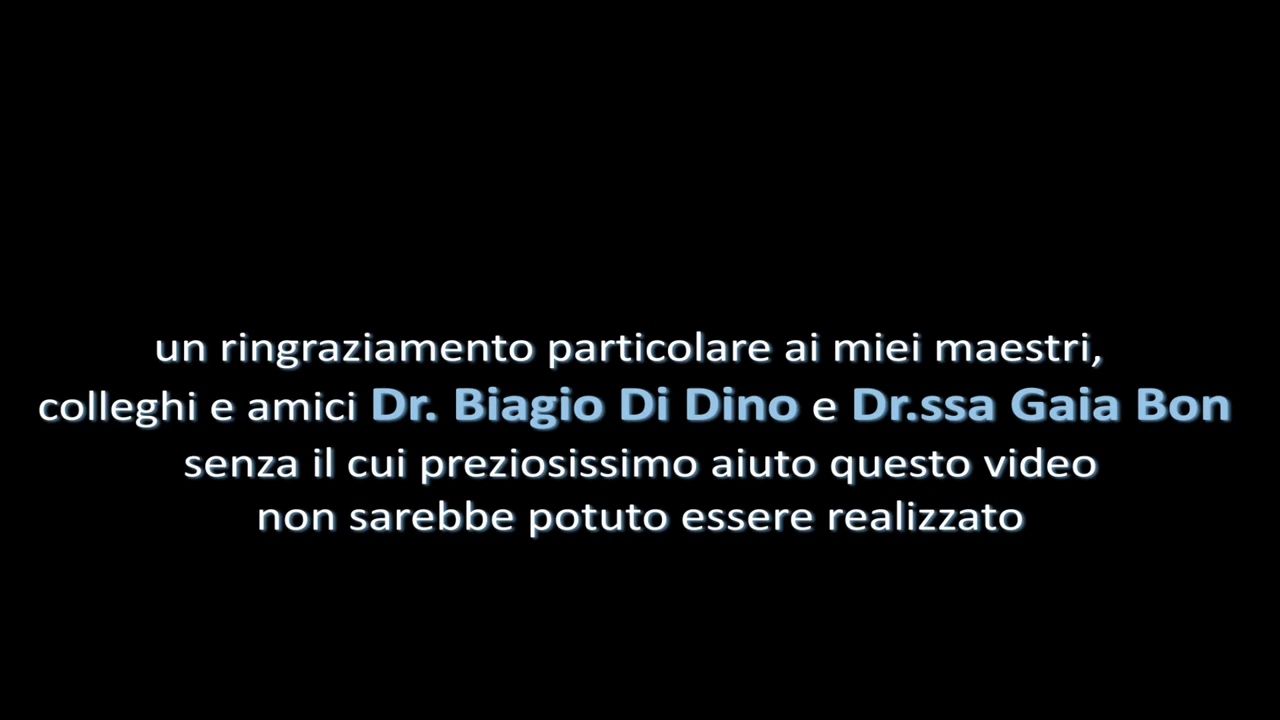 un ringraziamento particolare ai miei maestri,
colleghi e amici Dr. Biagio Di Dino e Dr.ssa Gaia Bon
senza il cui preziosissimo aiuto questo video
non sarebbe potuto essere realizzato